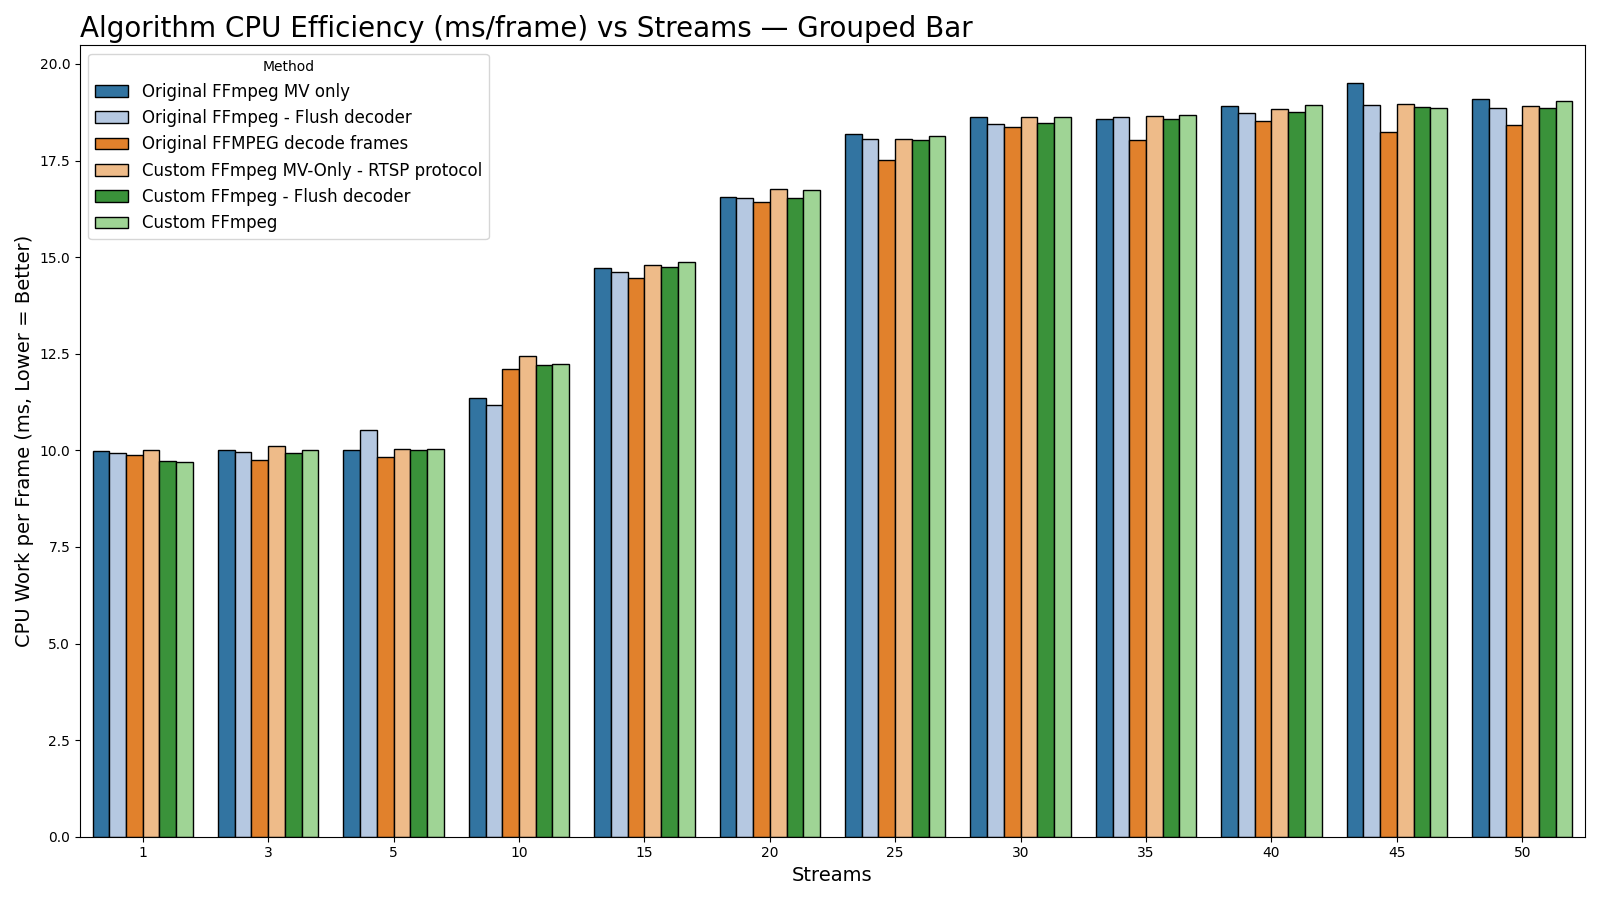 Algorithm CPU Efficiency (ms/frame) vs Streams — Grouped Bar
Method
Original FFmpeg MV only
Original FFmpeg - Flush decoder
Original FFMPEG decode frames
Custom FFmpeg MV-Only - RTSP protocol
Custom FFmpeg - Flush decoder
Custom FFmpeg
CPU Work per Frame (ms, Lower = Better)
20.0
17.5
15.0
12.5
10.0
7.5
5.0
2.5
0.0
1 3 5 10 15 20 25 30 35 40 45 50
Streams